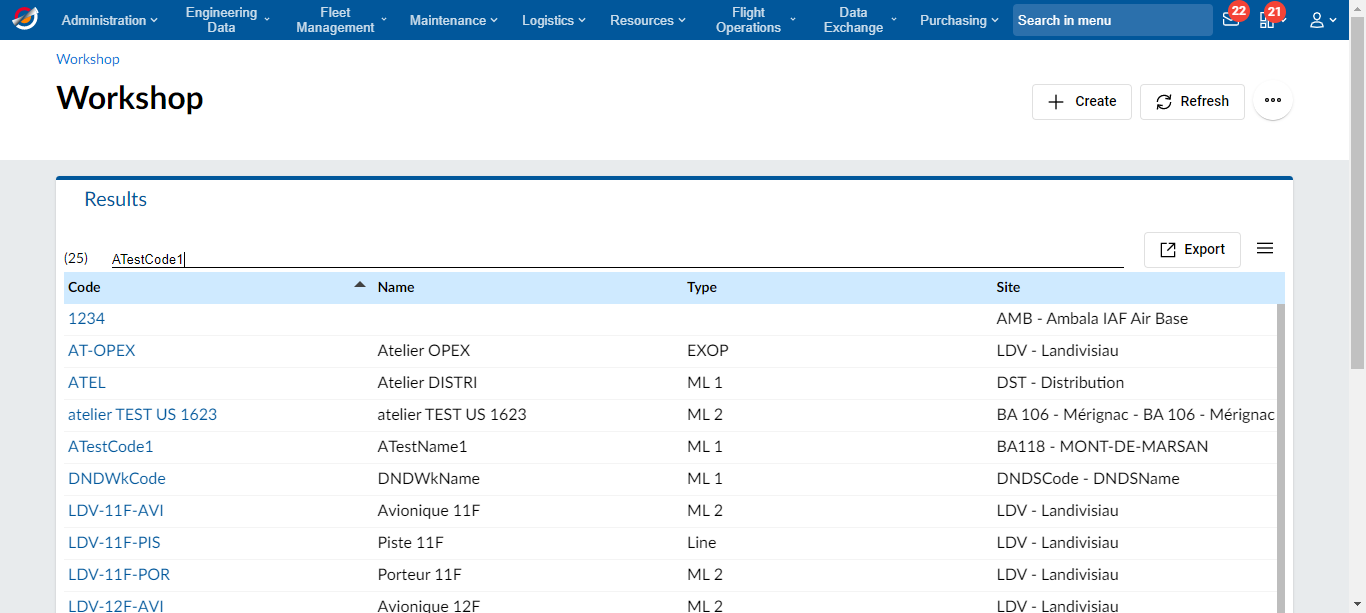 Administration
Engineering
Data
Fleet
Management
Maintenance
Logistics
Resources
Flight
Operations
Data
Exchange
Purchasing
Search in menu
22
21
Workshop
Workshop
Create
Refresh
Results
(25)
ATestCode1
Export
Code Name Type Site
1234 AMB - Ambala IAF Air Base
AT-OPEX Atelier OPEX EXOP LDV - Landivisiau
ATEL Atelier DISTRI ML 1 DST - Distribution
atelier TEST US 1623 atelier TEST US 1623 ML 2 BA 106 - Mérignac - BA 106 - Mérignac
ATestCode1 ATestName1 ML 1 BA118 - MONT-DE-MARSAN
DNDWkCode DNDWkName ML 1 DNDSCode - DNDSName
LDV-11F-AVI Avionique 11F ML 2 LDV - Landivisiau
LDV-11F-PIS Piste 11F Line LDV - Landivisiau
LDV-11F-POR Porteur 11F ML 2 LDV - Landivisiau
LDV-12F-AVI Avionique 12F ML 2 LDV - Landivisiau